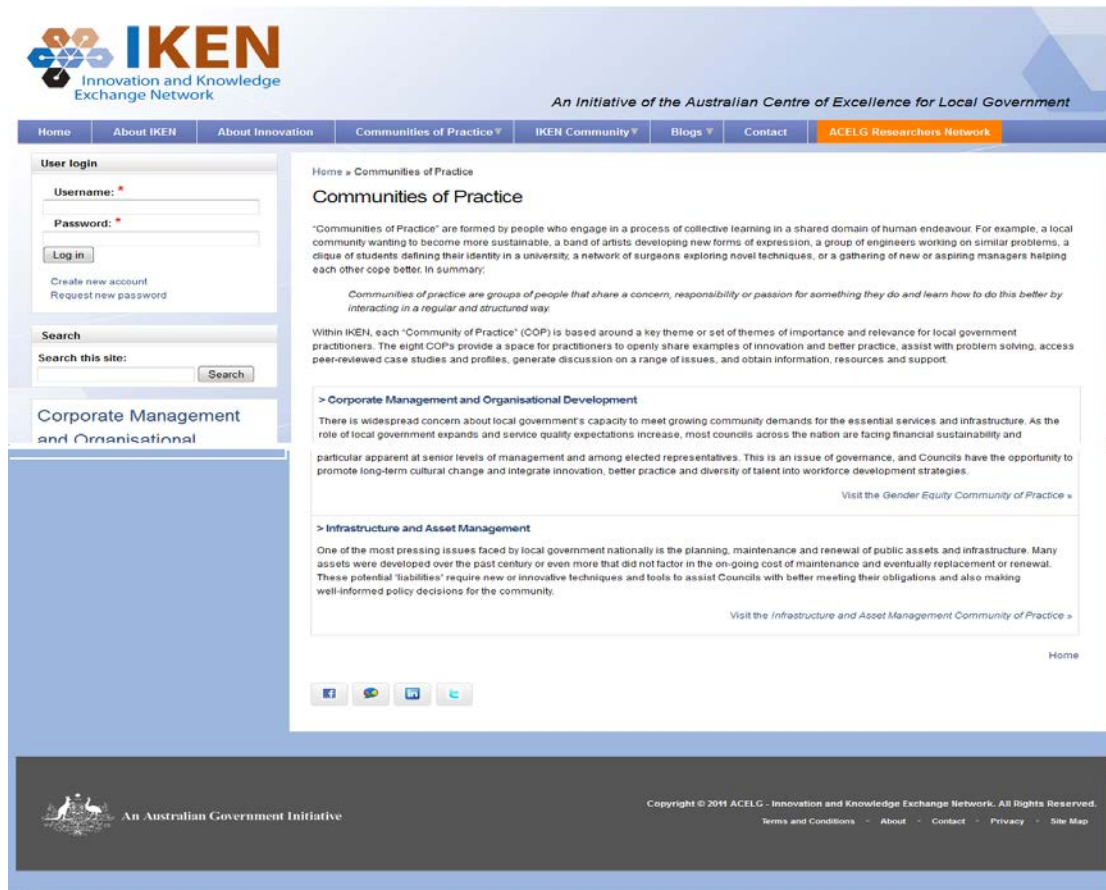 IKEN
Innovation and Knowledge
Exchange Network
An Initiative of the Australian Centre of Excellence for Local Government
Home About IKEN About Innovation Communities of Practice IKEN Community Blogs Contact ACELG Researchers Network
User login
Username: *
Password: *
Log in
Create new account
Request new password
Search
Search this site:
Search
Corporate Management
and Organisational
Home » Communities of Practice
Communities of Practice
"Communities of Practice" are formed by people who engage in a process of collective learning in a shared domain of human endeavour. For example, a local
community wanting to become more sustainable, a band of artists developing new forms of expression, a group of engineers working on similar problems, a
clique of students defining their identity in a university, a network of surgeons exploring novel techniques, or a gathering of new or aspiring managers helping
each other cope better. In summary:
Communities of practice are groups of people that share a concern, responsibility or passion for something they do and learn how to do this better by
interacting in a regular and structured way.
Within IKEN, each "Community of Practice" (COP) is based around a key theme or set of themes of importance and relevance for local government
practitioners. The eight COPs provide a space for practitioners to openly share examples of innovation and better practice, assist with problem solving, access
peer-reviewed case studies and profiles, generate discussion on a range of issues, and obtain information, resources and support.
> Corporate Management and Organisational Development
There is widespread concern about local government's capacity to meet growing community demands for the essential services and infrastructure. As the
role of local government expands and service quality expectations increase, most councils across the nation are facing financial sustainability and
particular apparent at senior levels of management and among elected representatives. This is an issue of governance, and Councils have the opportunity to
promote long-term cultural change and integrate innovation, better practice and diversity of talent into workforce development strategies.
Visit the Gender Equity Community of Practice »
> Infrastructure and Asset Management
One of the most pressing issues faced by local government nationally is the planning, maintenance and renewal of public assets and infrastructure. Many
assets were developed over the past century or even more that did not factor in the on-going cost of maintenance and eventually replacement or renewal.
These potential 'liabilities' require new or innovative techniques and tools to assist Councils with better meeting their obligations and also making
well-informed policy decisions for the community.
Visit the Infrastructure and Asset Management Community of Practice »
Home
An Australian Government Initiative
Copyright © 2011 ACELG - Innovation and Knowledge Exchange Network. All Rights Reserved.
Terms and Conditions - About - Contact - Privacy - Site Map